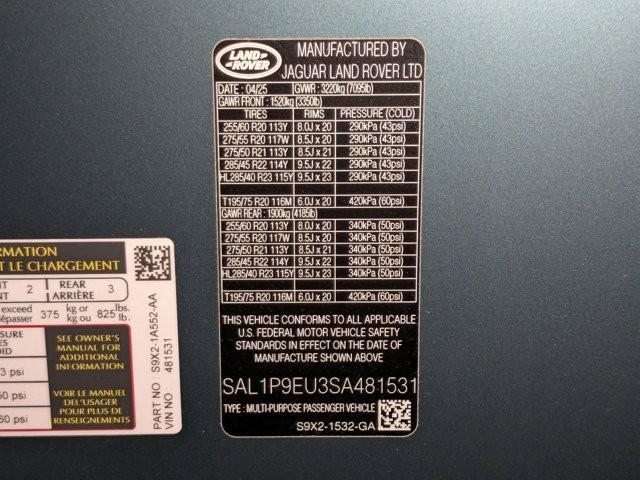 LAND ROVER
MANUFACTURED BY
JAGUAR LAND ROVER LTD
DATE : 04/25 GVWR : 3220kg (7095lb)
GAWR FRONT : 1520kg (3350lb)
TIRES RIMS PRESSURE (COLD)
255/60 R20 113Y 8.0J x 20 290kPa (43psi)
275/55 R20 117W 8.5J x 20 290kPa (43psi)
275/50 R21 113Y 8.5J x 21 290kPa (43psi)
285/45 R22 114Y 9.5J x 22 290kPa (43psi)
HL285/40 R23 115Y 9.5J x 23 290kPa (43psi)
T195/75 R20 116M 6.0J x 20 420kPa (60psi)
GAWR REAR : 1900kg (4185lb)
255/60 R20 113Y 8.0J x 20 340kPa (50psi)
275/55 R20 117W 8.5J x 20 340kPa (50psi)
275/50 R21 113Y 8.5J x 21 340kPa (50psi)
285/45 R22 114Y 9.5J x 22 340kPa (50psi)
HL285/40 R23 115Y 9.5J x 23 340kPa (50psi)
T195/75 R20 116M 6.0J x 20 420kPa (60psi)
THIS VEHICLE CONFORMS TO ALL APPLICABLE
U.S. FEDERAL MOTOR VEHICLE SAFETY
STANDARDS IN EFFECT ON THE DATE OF
MANUFACTURE SHOWN ABOVE
SAL1P9EU3SA481531
TYPE : MULTI-PURPOSE PASSENGER VEHICLE
S9X2-1532-GA
ORMATION
T LE CHARGEMENT
NT 2 REAR ARRIÈRE 3
exceed 375 kg or 825 lbs.
dépasser kg ou lb.
SURE
ES
OID
3 psi
50 psi
60 psi
SEE OWNER'S
MANUAL FOR
ADDITIONAL
INFORMATION
VOIR LE MANUEL
DEL'USAGER
POUR PLUS DE
RENSEIGNEMENTS
PART NO S9X2-1A552-AA
VIN NO : 481531